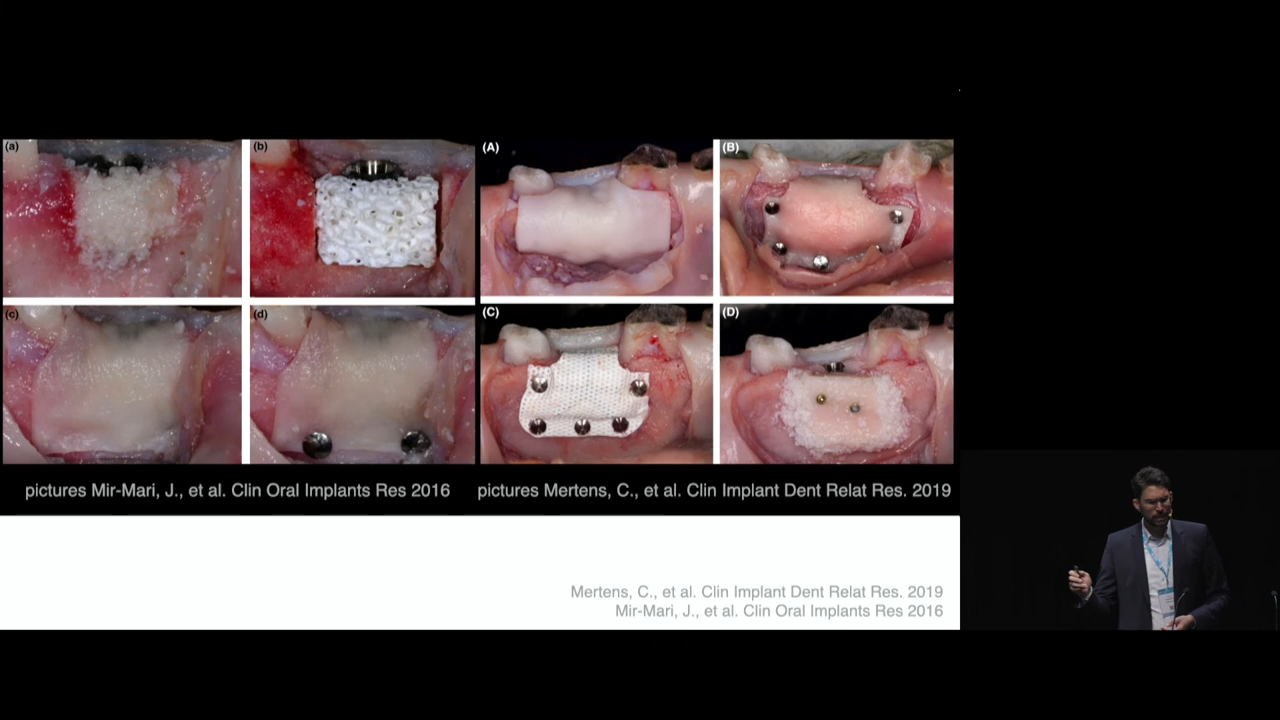 (a)
(b)
(A)
(B)
(c)
(d)
(C)
(D)
pictures Mir-Mari, J., et al. Clin Oral Implants Res 2016
pictures Mertens, C., et al. Clin Implant Dent Relat Res. 2019
Mertens, C., et al. Clin Implant Dent Relat Res. 2019
Mir-Mari, J., et al. Clin Oral Implants Res 2016